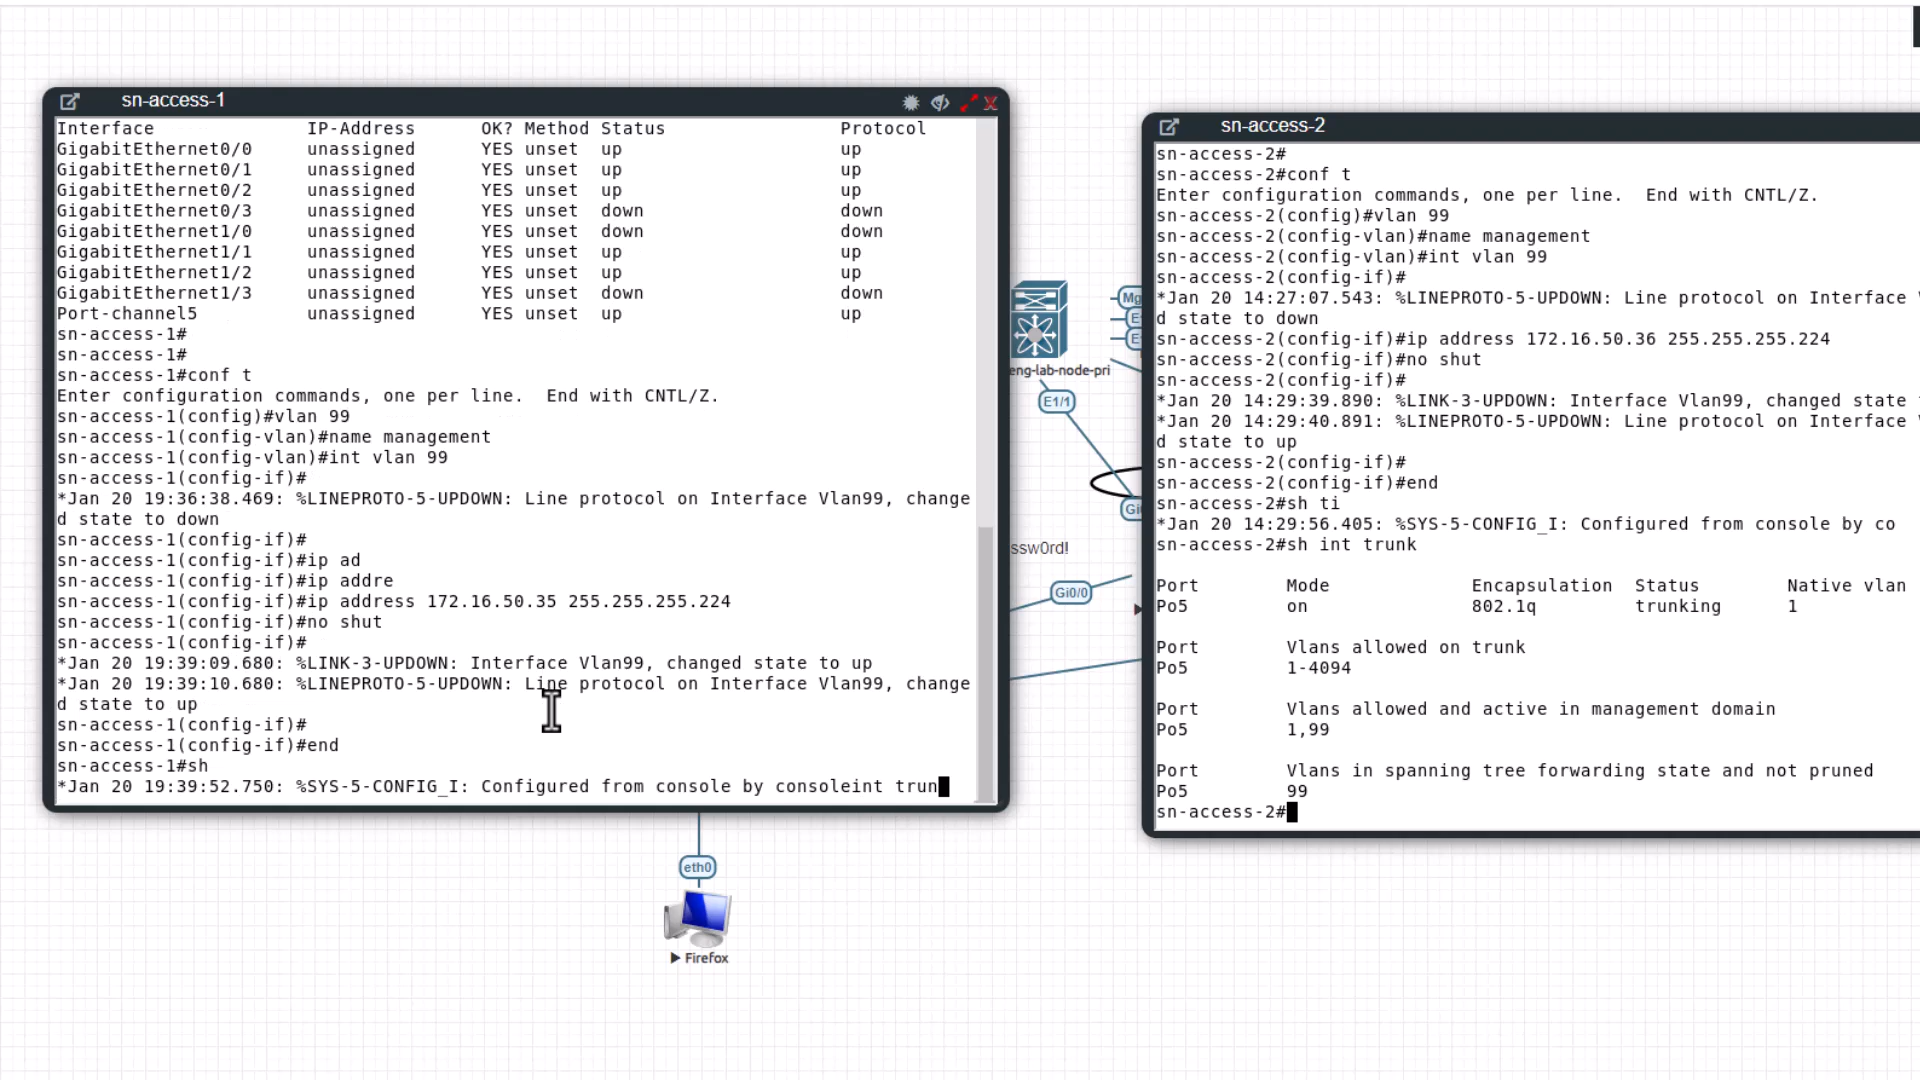 sn-access-1
Interface IP-Address OK? Method Status Protocol
GigabitEthernet0/0 unassigned YES unset up up
GigabitEthernet0/1 unassigned YES unset up up
GigabitEthernet0/2 unassigned YES unset up up
GigabitEthernet0/3 unassigned YES unset down down
GigabitEthernet1/0 unassigned YES unset down down
GigabitEthernet1/1 unassigned YES unset up up
GigabitEthernet1/2 unassigned YES unset up up
GigabitEthernet1/3 unassigned YES unset down down
Port-channel5 unassigned YES unset up up
sn-access-1#
sn-access-1#
sn-access-1#conf t
Enter configuration commands, one per line. End with CNTL/Z.
sn-access-1(config)#vlan 99
sn-access-1(config-vlan)#name management
sn-access-1(config-vlan)#int vlan 99
sn-access-1(config-if)#
*Jan 20 19:36:38.469: %LINEPROTO-5-UPDOWN: Line protocol on Interface Vlan99, change
d state to down
sn-access-1(config-if)#
sn-access-1(config-if)#ip ad
sn-access-1(config-if)#ip addre
sn-access-1(config-if)#ip address 172.16.50.35 255.255.255.224
sn-access-1(config-if)#no shut
sn-access-1(config-if)#
*Jan 20 19:39:09.680: %LINK-3-UPDOWN: Interface Vlan99, changed state to up
*Jan 20 19:39:10.680: %LINEPROTO-5-UPDOWN: Line protocol on Interface Vlan99, change
d state to up
sn-access-1(config-if)#
sn-access-1(config-if)#end
sn-access-1#sh
*Jan 20 19:39:52.750: %SYS-5-CONFIG_I: Configured from console by consoleint trun
eng-lab-node-pri
Mg
E
E
E1/1
Gi
ssw0rd!
Gi0/0
eth0
Firefox
sn-access-2
sn-access-2#
sn-access-2#conf t
Enter configuration commands, one per line. End with CNTL/Z.
sn-access-2(config)#vlan 99
sn-access-2(config-vlan)#name management
sn-access-2(config-vlan)#int vlan 99
sn-access-2(config-if)#
*Jan 20 14:27:07.543: %LINEPROTO-5-UPDOWN: Line protocol on Interface
d state to down
sn-access-2(config-if)#ip address 172.16.50.36 255.255.255.224
sn-access-2(config-if)#no shut
sn-access-2(config-if)#
*Jan 20 14:29:39.890: %LINK-3-UPDOWN: Interface Vlan99, changed state
*Jan 20 14:29:40.891: %LINEPROTO-5-UPDOWN: Line protocol on Interface
d state to up
sn-access-2(config-if)#
sn-access-2(config-if)#end
sn-access-2#sh ti
*Jan 20 14:29:56.405: %SYS-5-CONFIG_I: Configured from console by co
sn-access-2#sh int trunk
Port Mode Encapsulation Status Native vlan
Po5 on 802.1q trunking 1
Port Vlans allowed on trunk
Po5 1-4094
Port Vlans allowed and active in management domain
Po5 1,99
Port Vlans in spanning tree forwarding state and not pruned
Po5 99
sn-access-2#